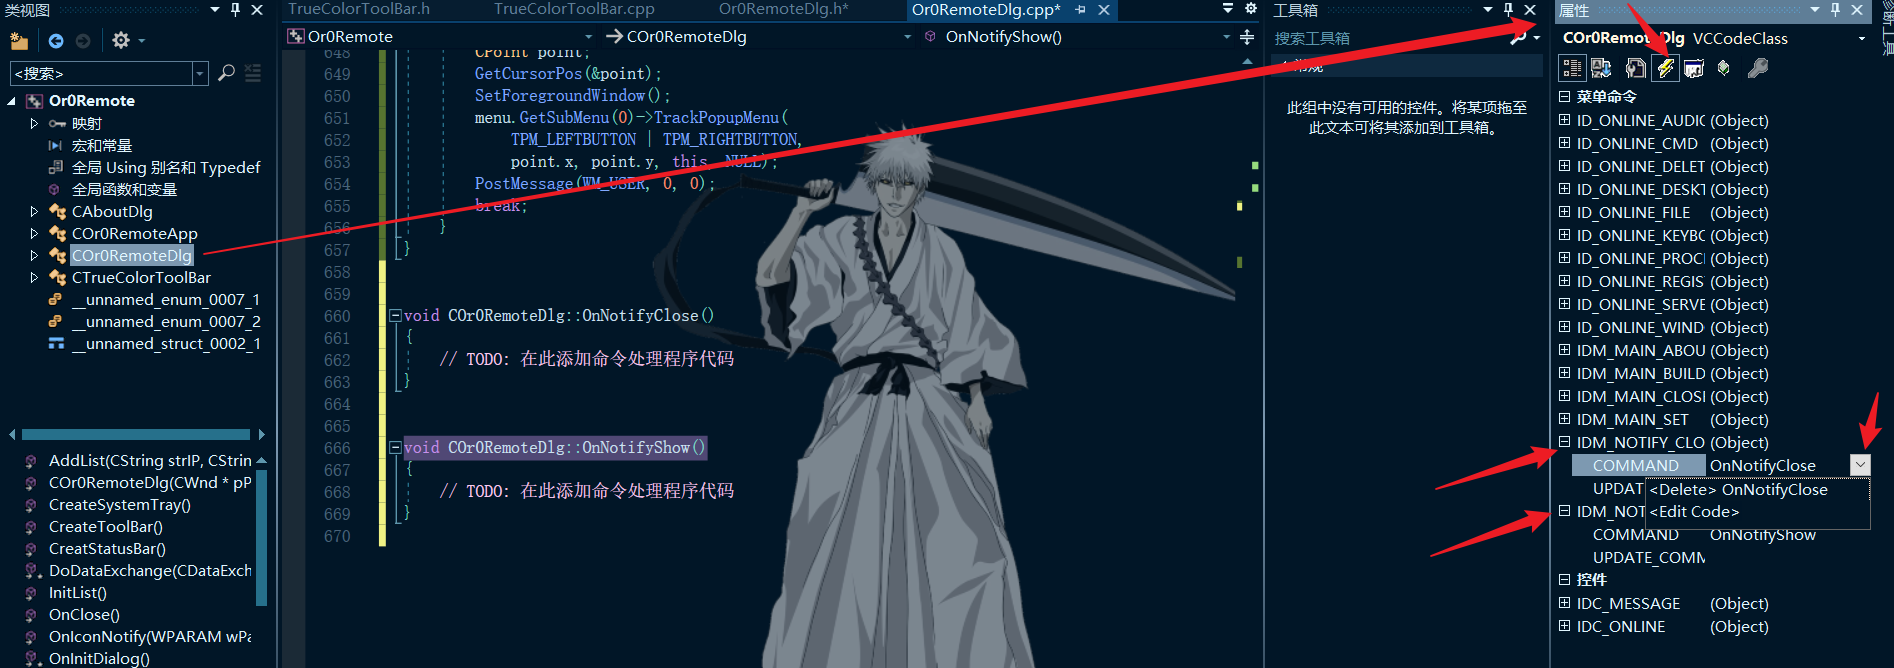 类视图
<搜索>
Or0Remote
映射
宏和常量
全局 Using 别名和 Typedef
全局函数和变量
CAboutDlg
COr0RemoteApp
COr0RemoteDlg
CTrueColorToolBar
__unnamed_enum_0007_1
__unnamed_enum_0007_2
__unnamed_struct_0002_1
AddList(CString strIP, CStrin
COr0RemoteDlg(CWnd * pP
CreateSystemTray()
CreateToolBar()
CreatStatusBar()
DoDataExchange(CDataExch
InitList()
OnClose()
OnIconNotify(WPARAM wPa
OnInitDialog()
TrueColorToolBar.h TrueColorToolBar.cpp Or0RemoteDlg.h* Or0RemoteDlg.cpp*
Or0Remote COr0RemoteDlg OnNotifyShow()
648 CPoint point;
649 GetCursorPos(&point);
650 SetForegroundWindow();
651 menu.GetSubMenu(0)->TrackPopupMenu(
652 TPM_LEFTBUTTON | TPM_RIGHTBUTTON,
653 point.x, point.y, this, NULL);
654 PostMessage(WM_USER, 0, 0);
655 break;
656 }
657 }
658
659
660 void COr0RemoteDlg::OnNotifyClose()
661 {
662 // TODO: 在此添加命令处理程序代码
663 }
664
665
666 void COr0RemoteDlg::OnNotifyShow()
667 {
668 // TODO: 在此添加命令处理程序代码
669 }
670
工具箱
搜索工具箱
常规
此组中没有可用的控件。将某项拖至
此文本可将其添加到工具箱。
属性
COr0RemoteDlg VCCodeClass
菜单命令
ID_ONLINE_AUDIC (Object)
ID_ONLINE_CMD (Object)
ID_ONLINE_DELET (Object)
ID_ONLINE_DESKT (Object)
ID_ONLINE_FILE (Object)
ID_ONLINE_KEYBC (Object)
ID_ONLINE_PROCI (Object)
ID_ONLINE_REGIS (Object)
ID_ONLINE_SERVE (Object)
ID_ONLINE_WIND (Object)
IDM_MAIN_ABOU (Object)
IDM_MAIN_BUILD (Object)
IDM_MAIN_CLOSI (Object)
IDM_MAIN_SET (Object)
IDM_NOTIFY_CLO (Object)
COMMAND OnNotifyClose
UPDAT <Delete> OnNotifyClose
IDM_NOT <Edit Code>
COMMAND OnNotifyShow
UPDATE_COMM
控件
IDC_MESSAGE (Object)
IDC_ONLINE (Object)
诊断工具